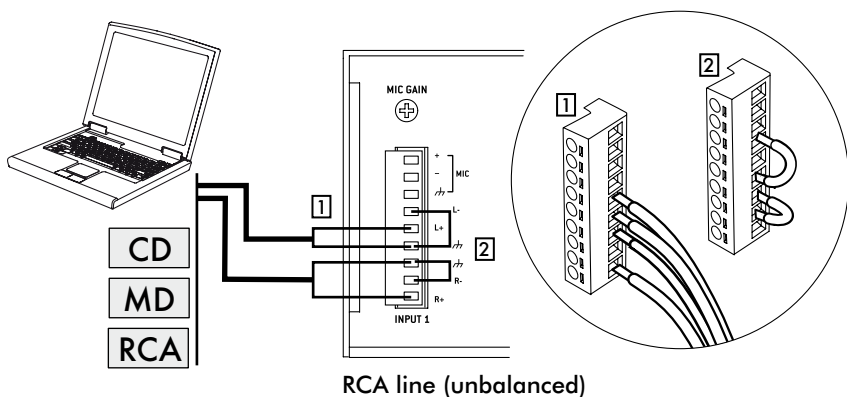 MIC GAIN
+
−
MIC
L-
L+
R-
R+
INPUT 1
1
2
1
2
CD
MD
RCA
RCA line (unbalanced)